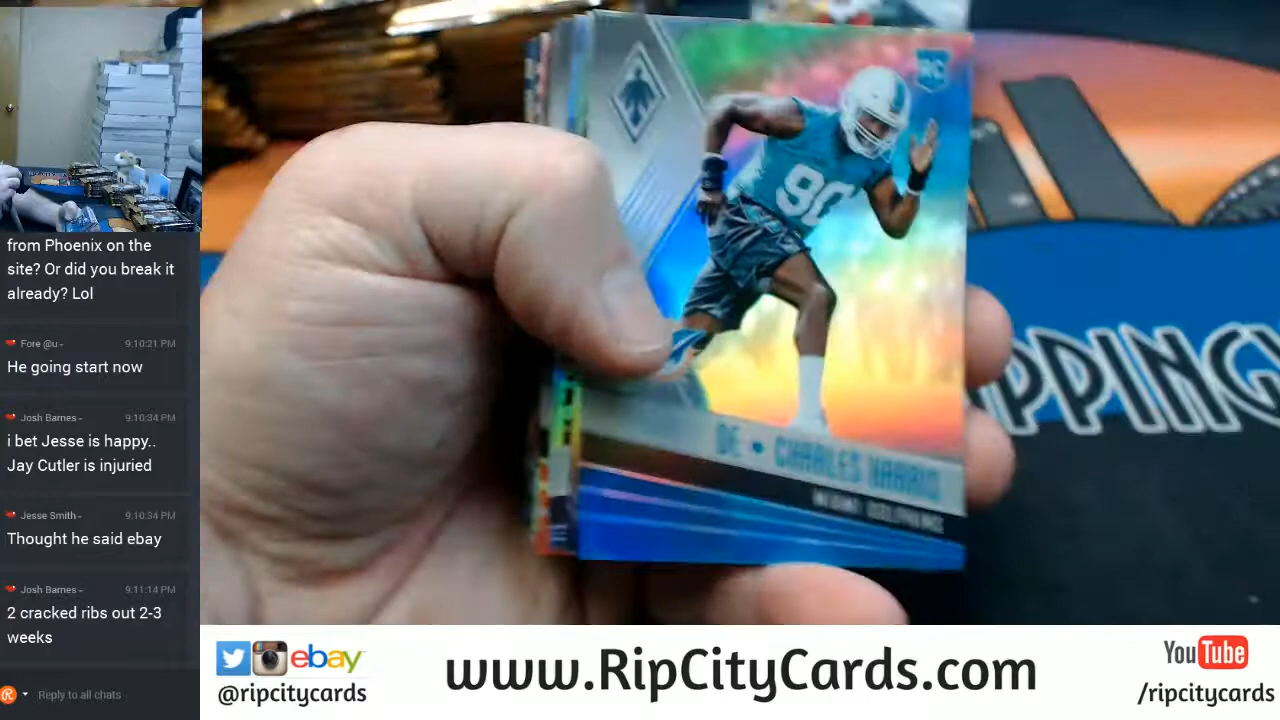 from Phoenix on the
site? Or did you break it
already? Lol
Fore @u - 9:10:21 PM
He going start now
Josh Barnes - 9:10:34 PM
i bet Jesse is happy..
Jay Cutler is injuried
Jesse Smith - 9:10:34 PM
Thought he said ebay
Josh Barnes - 9:11:14 PM
2 cracked ribs out 2-3
weeks
Reply to all chats
RC
90
DE • CHARLES HARRIS
MIAMI DOLPHINS
ebay
@ripcitycards
www.RipCityCards.com
YouTube
/ripcitycards